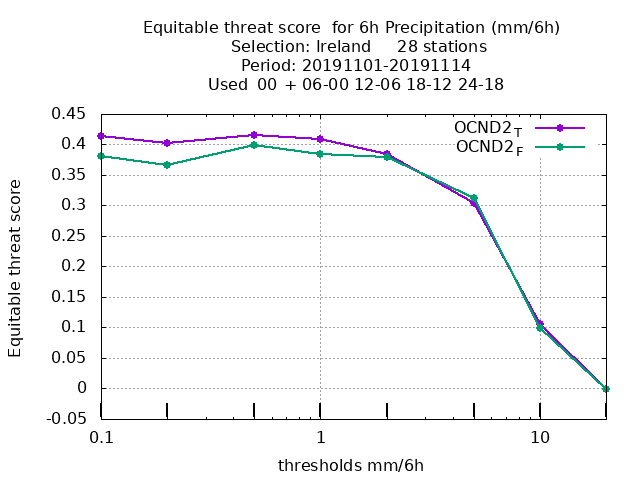 Equitable threat score  for 6h Precipitation (mm/6h)
Selection: Ireland     28 stations
Period: 20191101-20191114
Used  00  + 06-00 12-06 18-12 24-18
0.45
0.4
0.35
0.3
0.25
0.2
0.15
0.1
0.05
0
-0.05
Equitable threat score
OCND2_T
OCND2_F
0.1
1
10
thresholds mm/6h